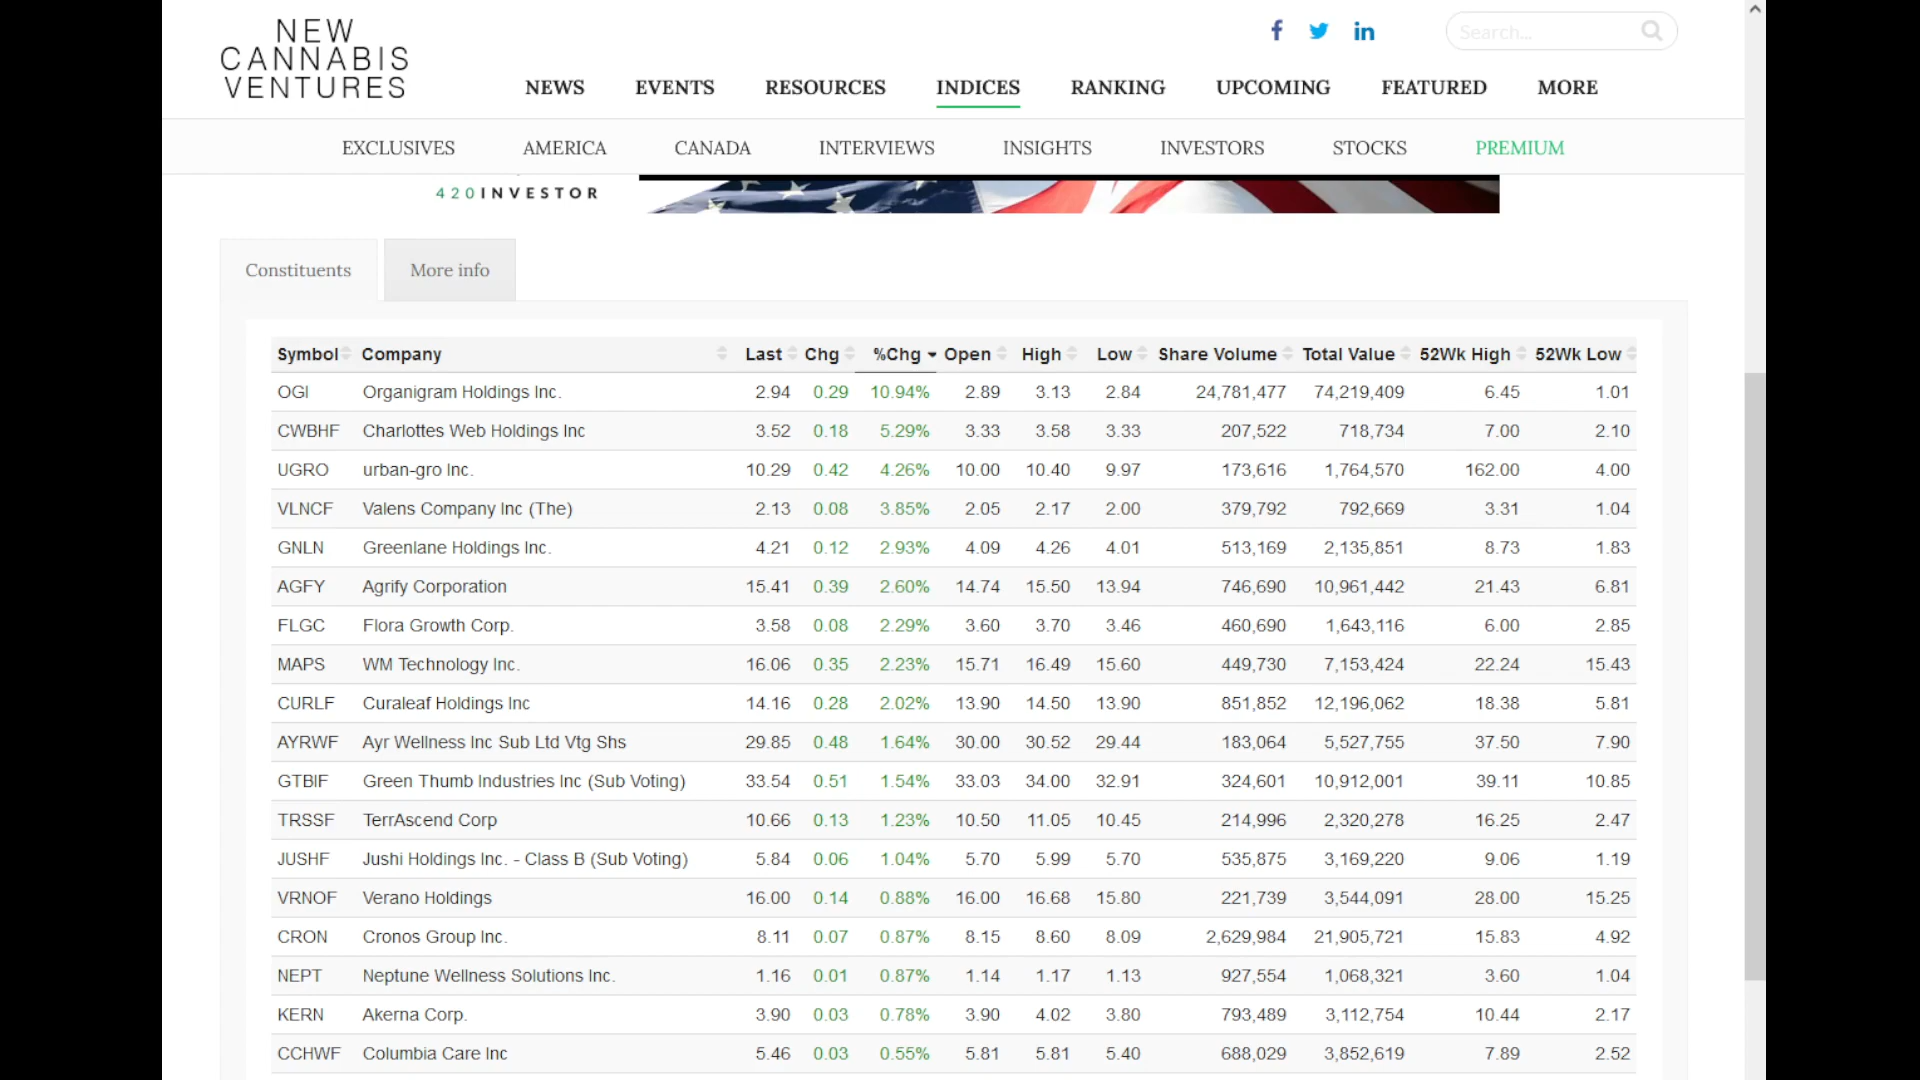 NEW
CANNABIS
VENTURES
Search...
NEWS EVENTS RESOURCES INDICES RANKING UPCOMING FEATURED MORE
EXCLUSIVES AMERICA CANADA INTERVIEWS INSIGHTS INVESTORS STOCKS PREMIUM
420INVESTOR
Constituents More info
Symbol Company Last Chg %Chg Open High Low Share Volume Total Value 52Wk High 52Wk Low
OGI Organigram Holdings Inc. 2.94 0.29 10.94% 2.89 3.13 2.84 24,781,477 74,219,409 6.45 1.01
CWBHF Charlottes Web Holdings Inc 3.52 0.18 5.29% 3.33 3.58 3.33 207,522 718,734 7.00 2.10
UGRO urban-gro Inc. 10.29 0.42 4.26% 10.00 10.40 9.97 173,616 1,764,570 162.00 4.00
VLNCF Valens Company Inc (The) 2.13 0.08 3.85% 2.05 2.17 2.00 379,792 792,669 3.31 1.04
GNLN Greenlane Holdings Inc. 4.21 0.12 2.93% 4.09 4.26 4.01 513,169 2,135,851 8.73 1.83
AGFY Agrify Corporation 15.41 0.39 2.60% 14.74 15.50 13.94 746,690 10,961,442 21.43 6.81
FLGC Flora Growth Corp. 3.58 0.08 2.29% 3.60 3.70 3.46 460,690 1,643,116 6.00 2.85
MAPS WM Technology Inc. 16.06 0.35 2.23% 15.71 16.49 15.60 449,730 7,153,424 22.24 15.43
CURLF Curaleaf Holdings Inc 14.16 0.28 2.02% 13.90 14.50 13.90 851,852 12,196,062 18.38 5.81
AYRWF Ayr Wellness Inc Sub Ltd Vtg Shs 29.85 0.48 1.64% 30.00 30.52 29.44 183,064 5,527,755 37.50 7.90
GTBIF Green Thumb Industries Inc (Sub Voting) 33.54 0.51 1.54% 33.03 34.00 32.91 324,601 10,912,001 39.11 10.85
TRSSF TerrAscend Corp 10.66 0.13 1.23% 10.50 11.05 10.45 214,996 2,320,278 16.25 2.47
JUSHF Jushi Holdings Inc. - Class B (Sub Voting) 5.84 0.06 1.04% 5.70 5.99 5.70 535,875 3,169,220 9.06 1.19
VRNOF Verano Holdings 16.00 0.14 0.88% 16.00 16.68 15.80 221,739 3,544,091 28.00 15.25
CRON Cronos Group Inc. 8.11 0.07 0.87% 8.15 8.60 8.09 2,629,984 21,905,721 15.83 4.92
NEPT Neptune Wellness Solutions Inc. 1.16 0.01 0.87% 1.14 1.17 1.13 927,554 1,068,321 3.60 1.04
KERN Akerna Corp. 3.90 0.03 0.78% 3.90 4.02 3.80 793,489 3,112,754 10.44 2.17
CCHWF Columbia Care Inc 5.46 0.03 0.55% 5.81 5.81 5.40 688,029 3,852,619 7.89 2.52